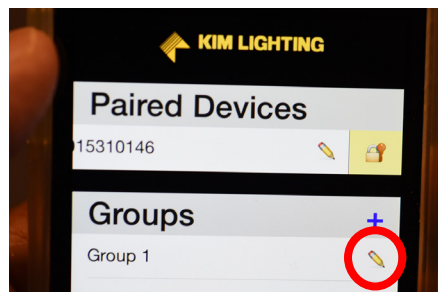 KIM LIGHTING
Paired Devices
15310146
Groups
+
Group 1